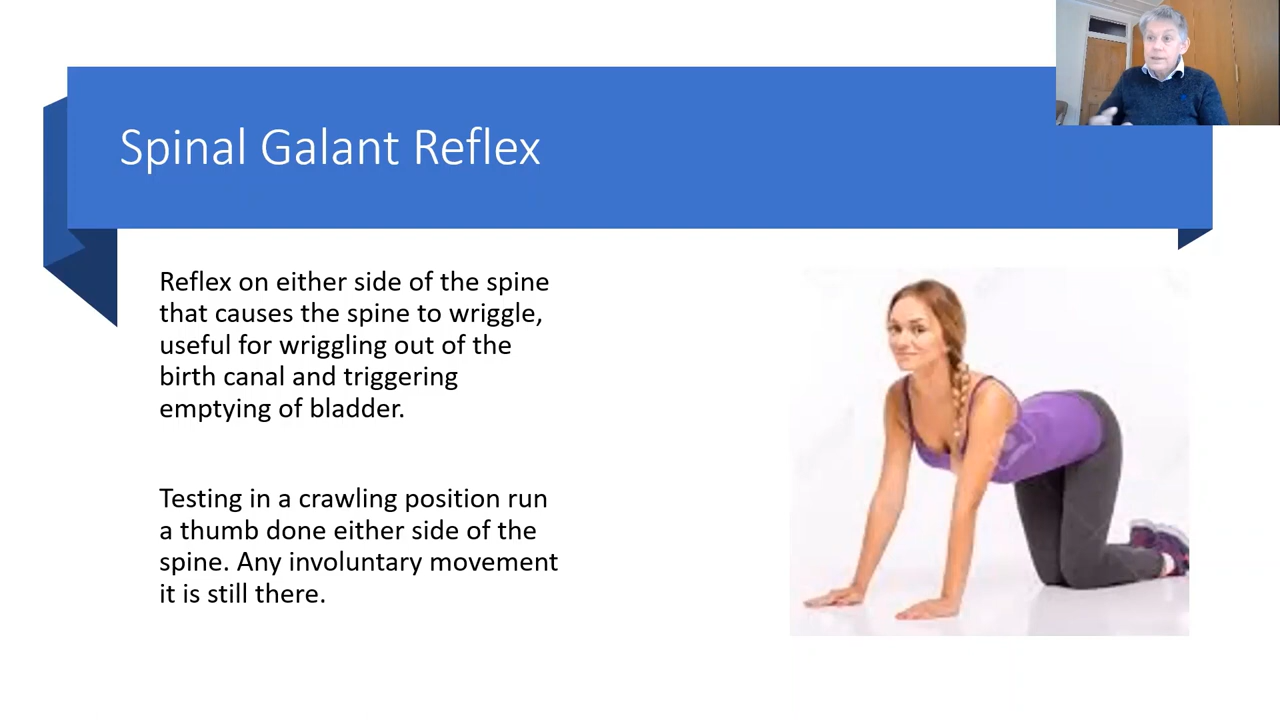 Spinal Galant Reflex
Reflex on either side of the spine
that causes the spine to wriggle,
useful for wriggling out of the
birth canal and triggering
emptying of bladder.
Testing in a crawling position run
a thumb done either side of the
spine. Any involuntary movement
it is still there.